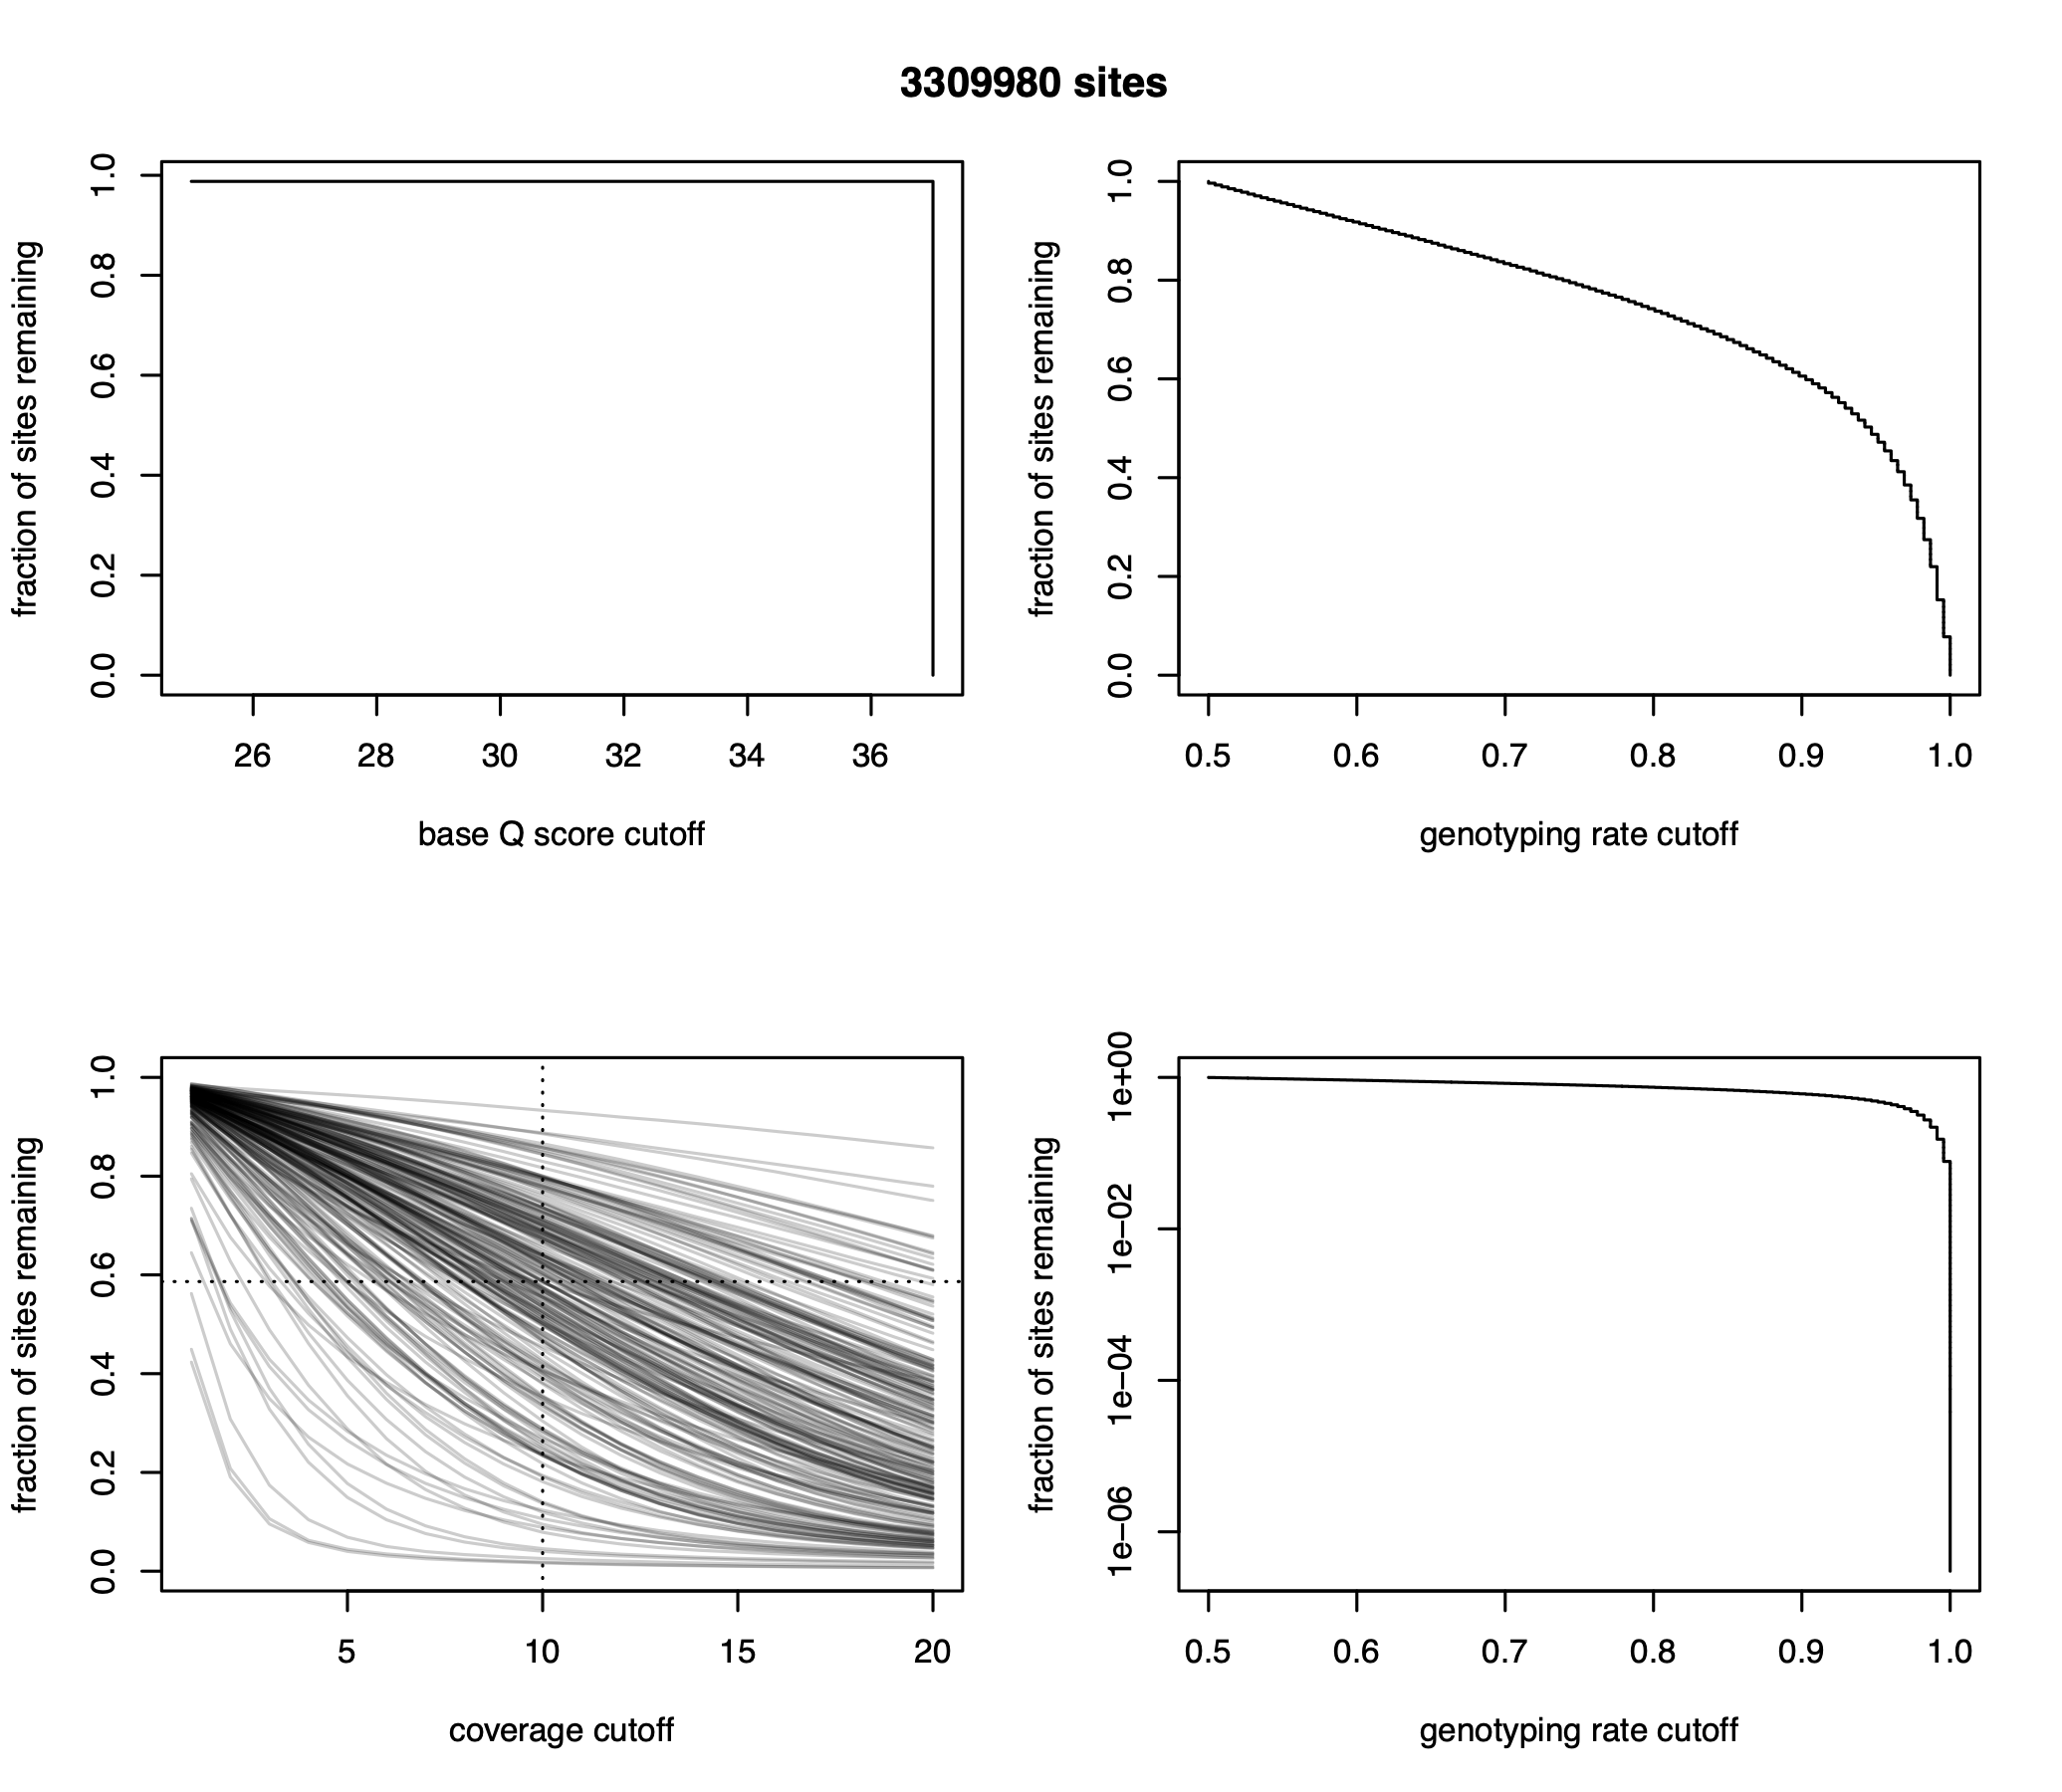 3309980 sites
fraction of sites remaining
0.0 0.2 0.4 0.6 0.8 1.0
26 28 30 32 34 36
base Q score cutoff
fraction of sites remaining
0.0 0.2 0.4 0.6 0.8 1.0
0.5 0.6 0.7 0.8 0.9 1.0
genotyping rate cutoff
fraction of sites remaining
0.0 0.2 0.4 0.6 0.8 1.0
5 10 15 20
coverage cutoff
fraction of sites remaining
1e−06 1e−04 1e−02 1e+00
0.5 0.6 0.7 0.8 0.9 1.0
genotyping rate cutoff